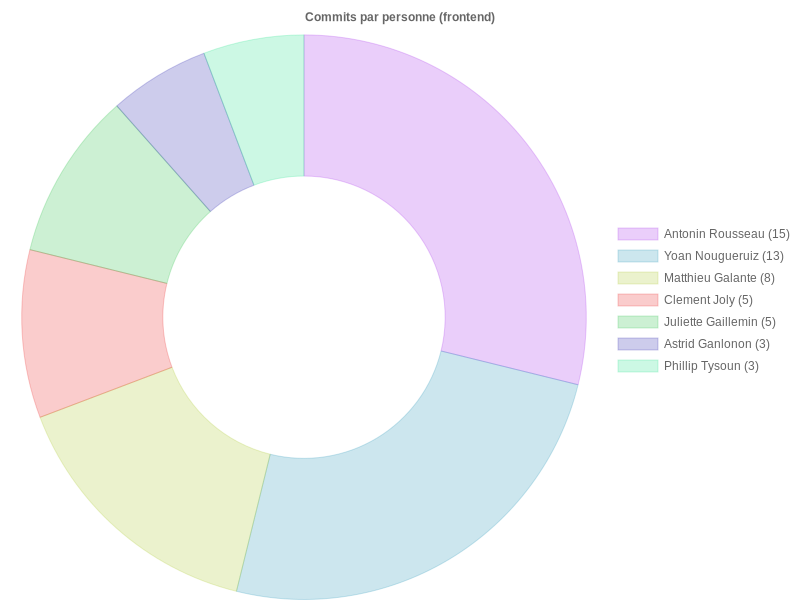 Commits par personne (frontend)
Antonin Rousseau (15)
Yoan Nougueruiz (13)
Matthieu Galante (8)
Clement Joly (5)
Juliette Gaillemin (5)
Astrid Ganlonon (3)
Phillip Tysoun (3)